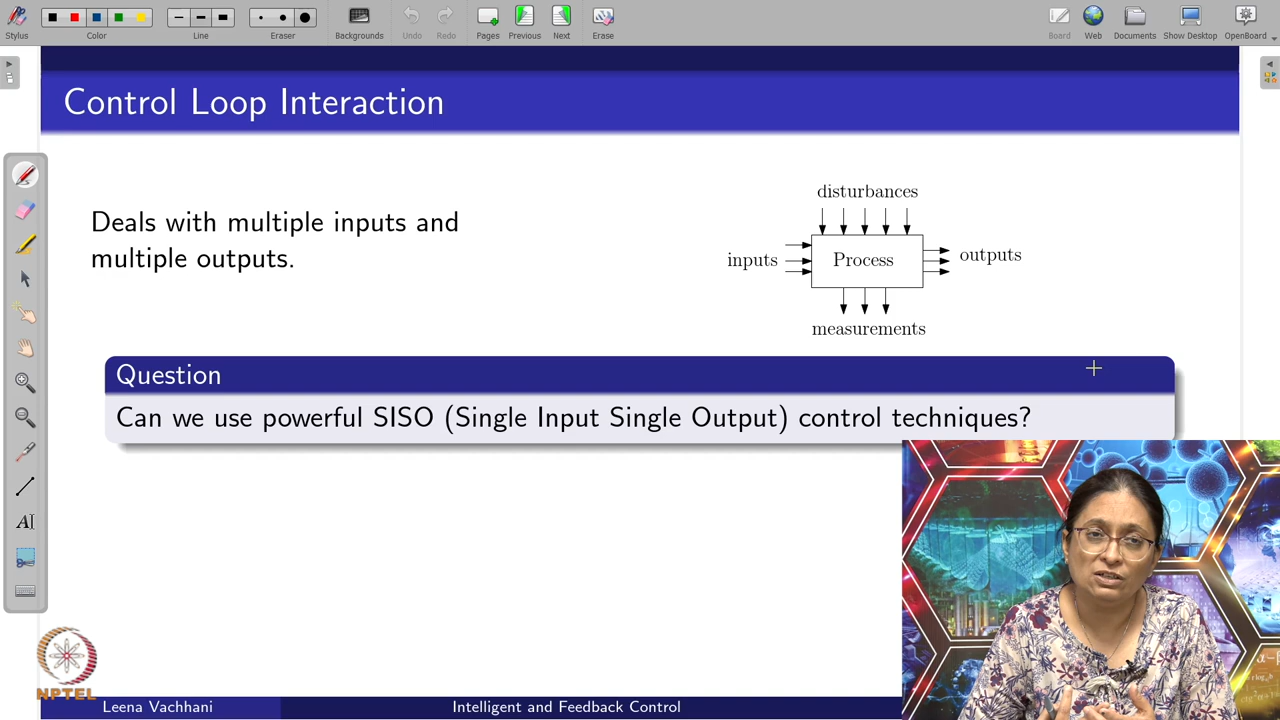 Stylus
Color
Line
Eraser
Backgrounds
Undo
Redo
Pages
Previous
Next
Erase
Board
Web
Documents
Show Desktop
OpenBoard
Control Loop Interaction
Deals with multiple inputs and
multiple outputs.
disturbances
inputs
Process
outputs
measurements
Question
Can we use powerful SISO (Single Input Single Output) control techniques?
AI
α-β
NPTEL
Leena Vachhani
Intelligent and Feedback Control